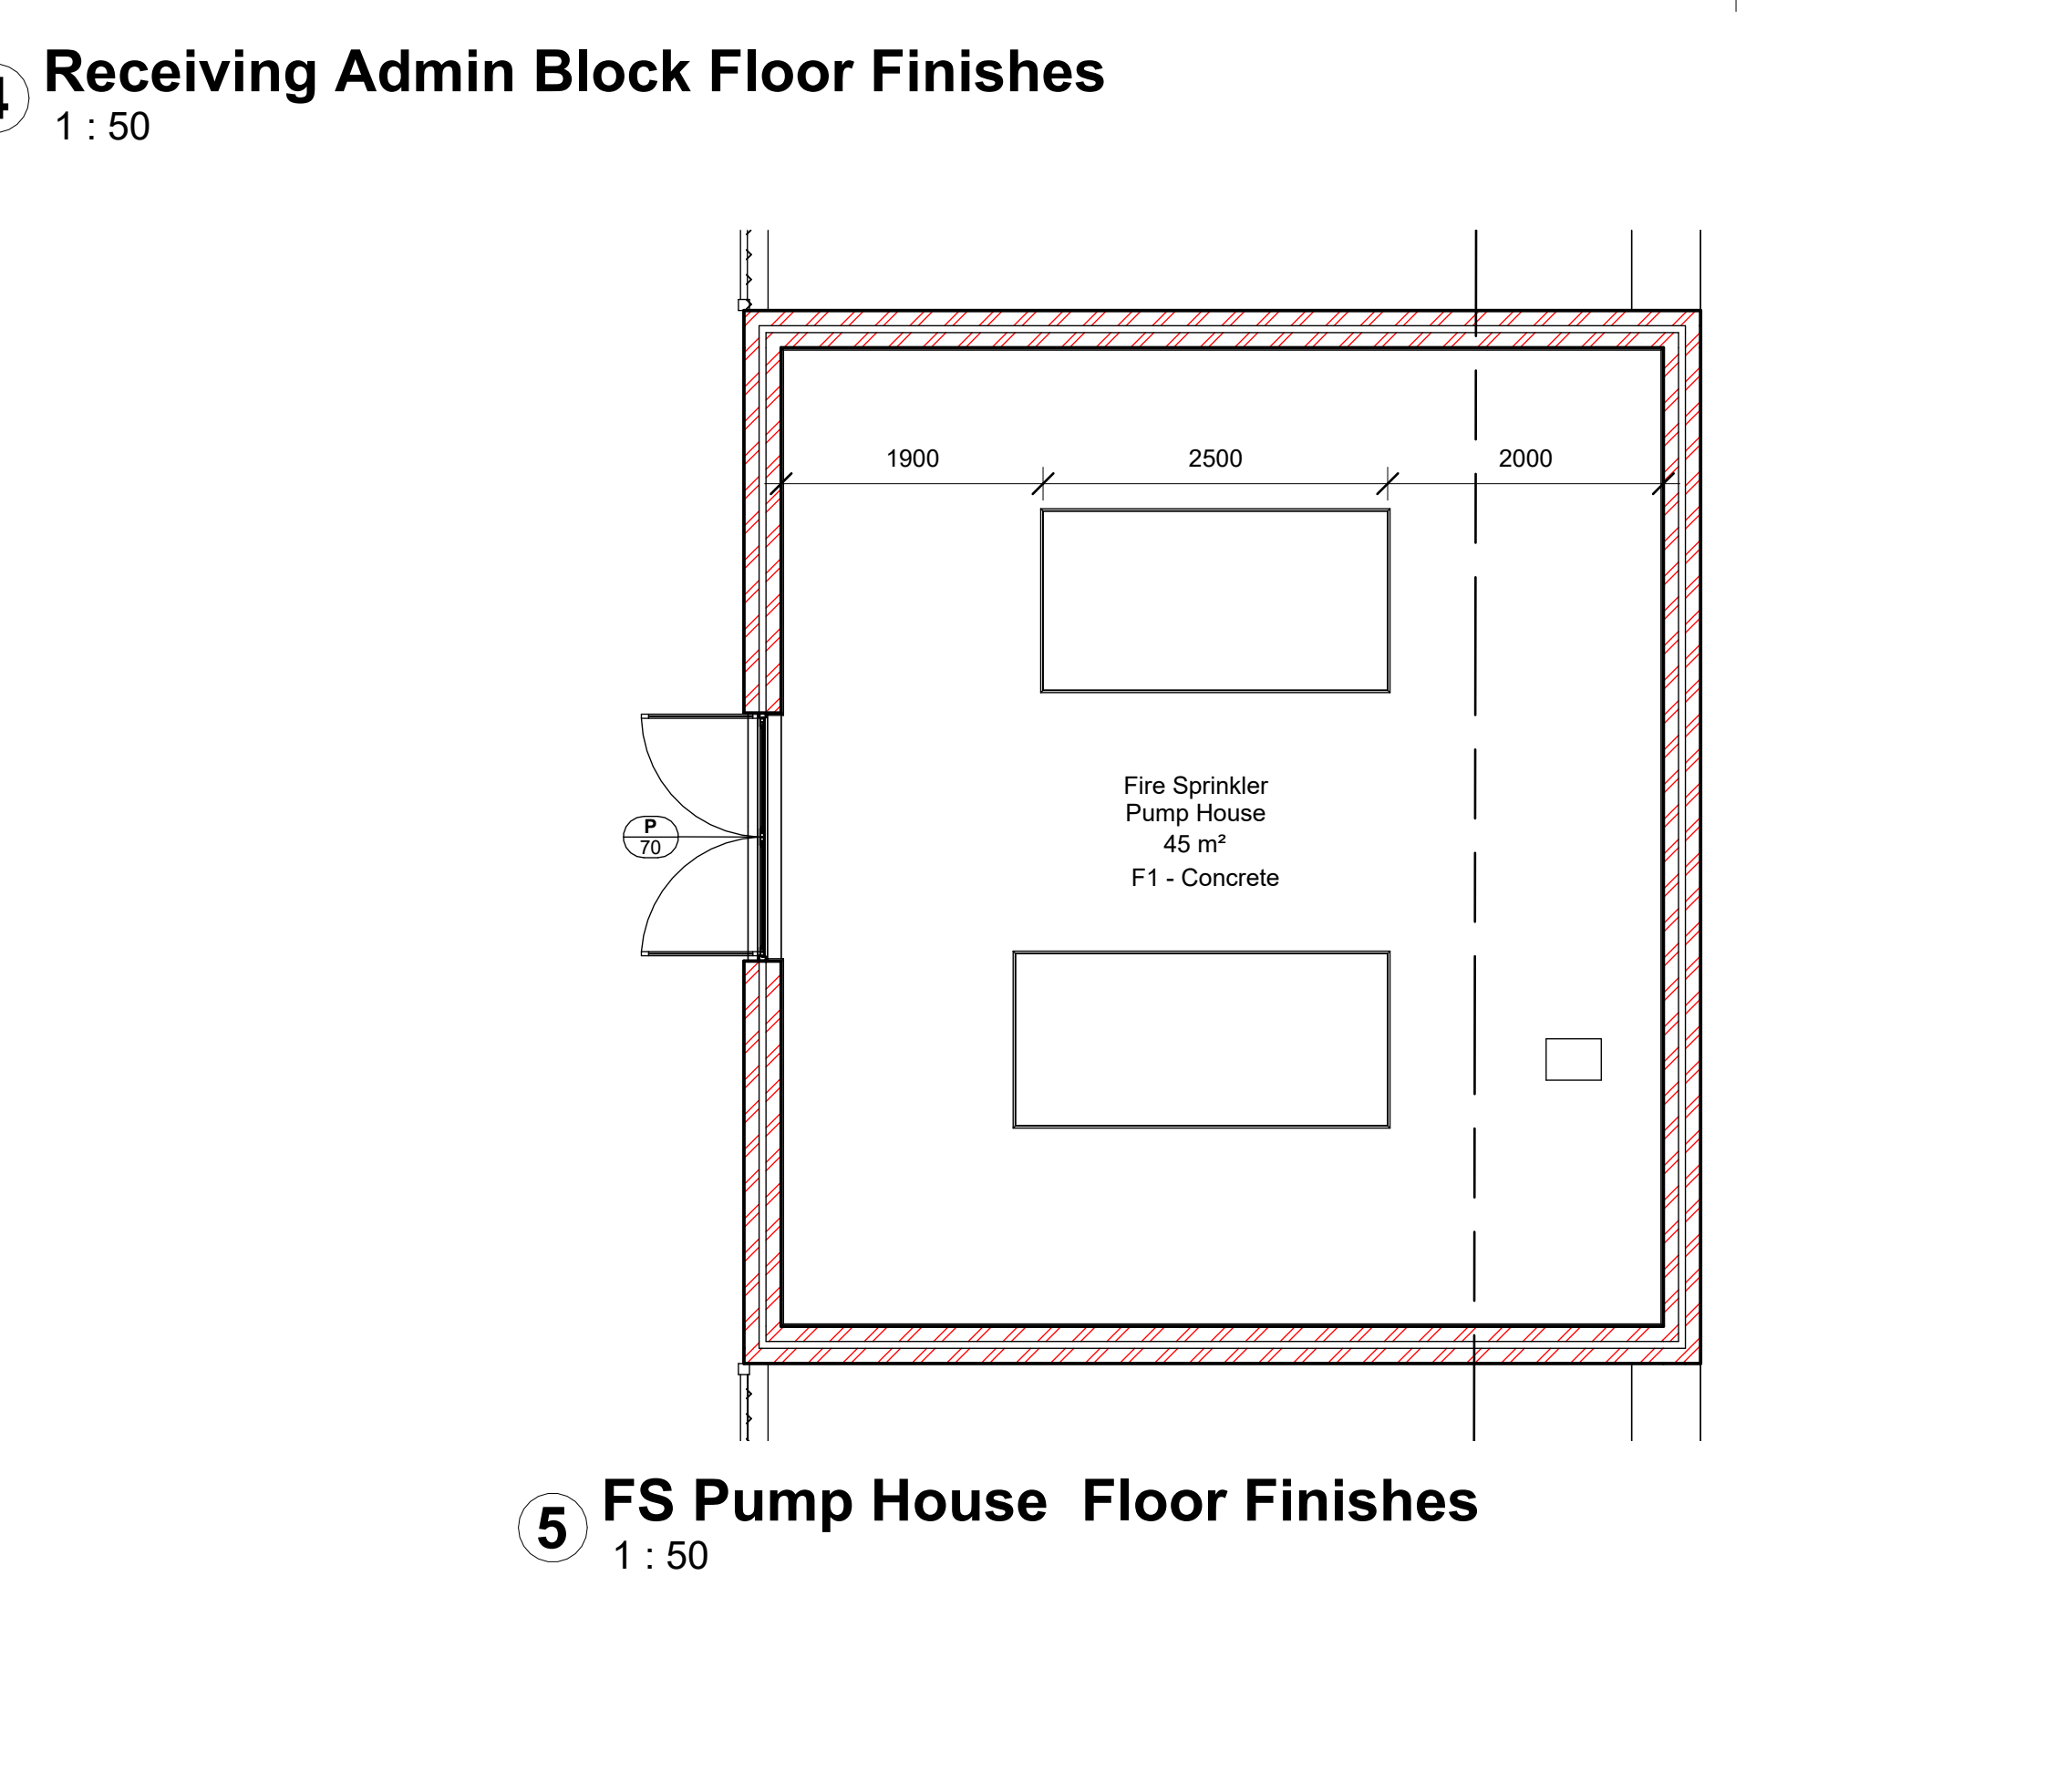 4 Receiving Admin Block Floor Finishes
1 : 50
1900 2500 2000
Fire Sprinkler
Pump House
45 m²
F1 - Concrete
P
70
5 FS Pump House Floor Finishes
1 : 50